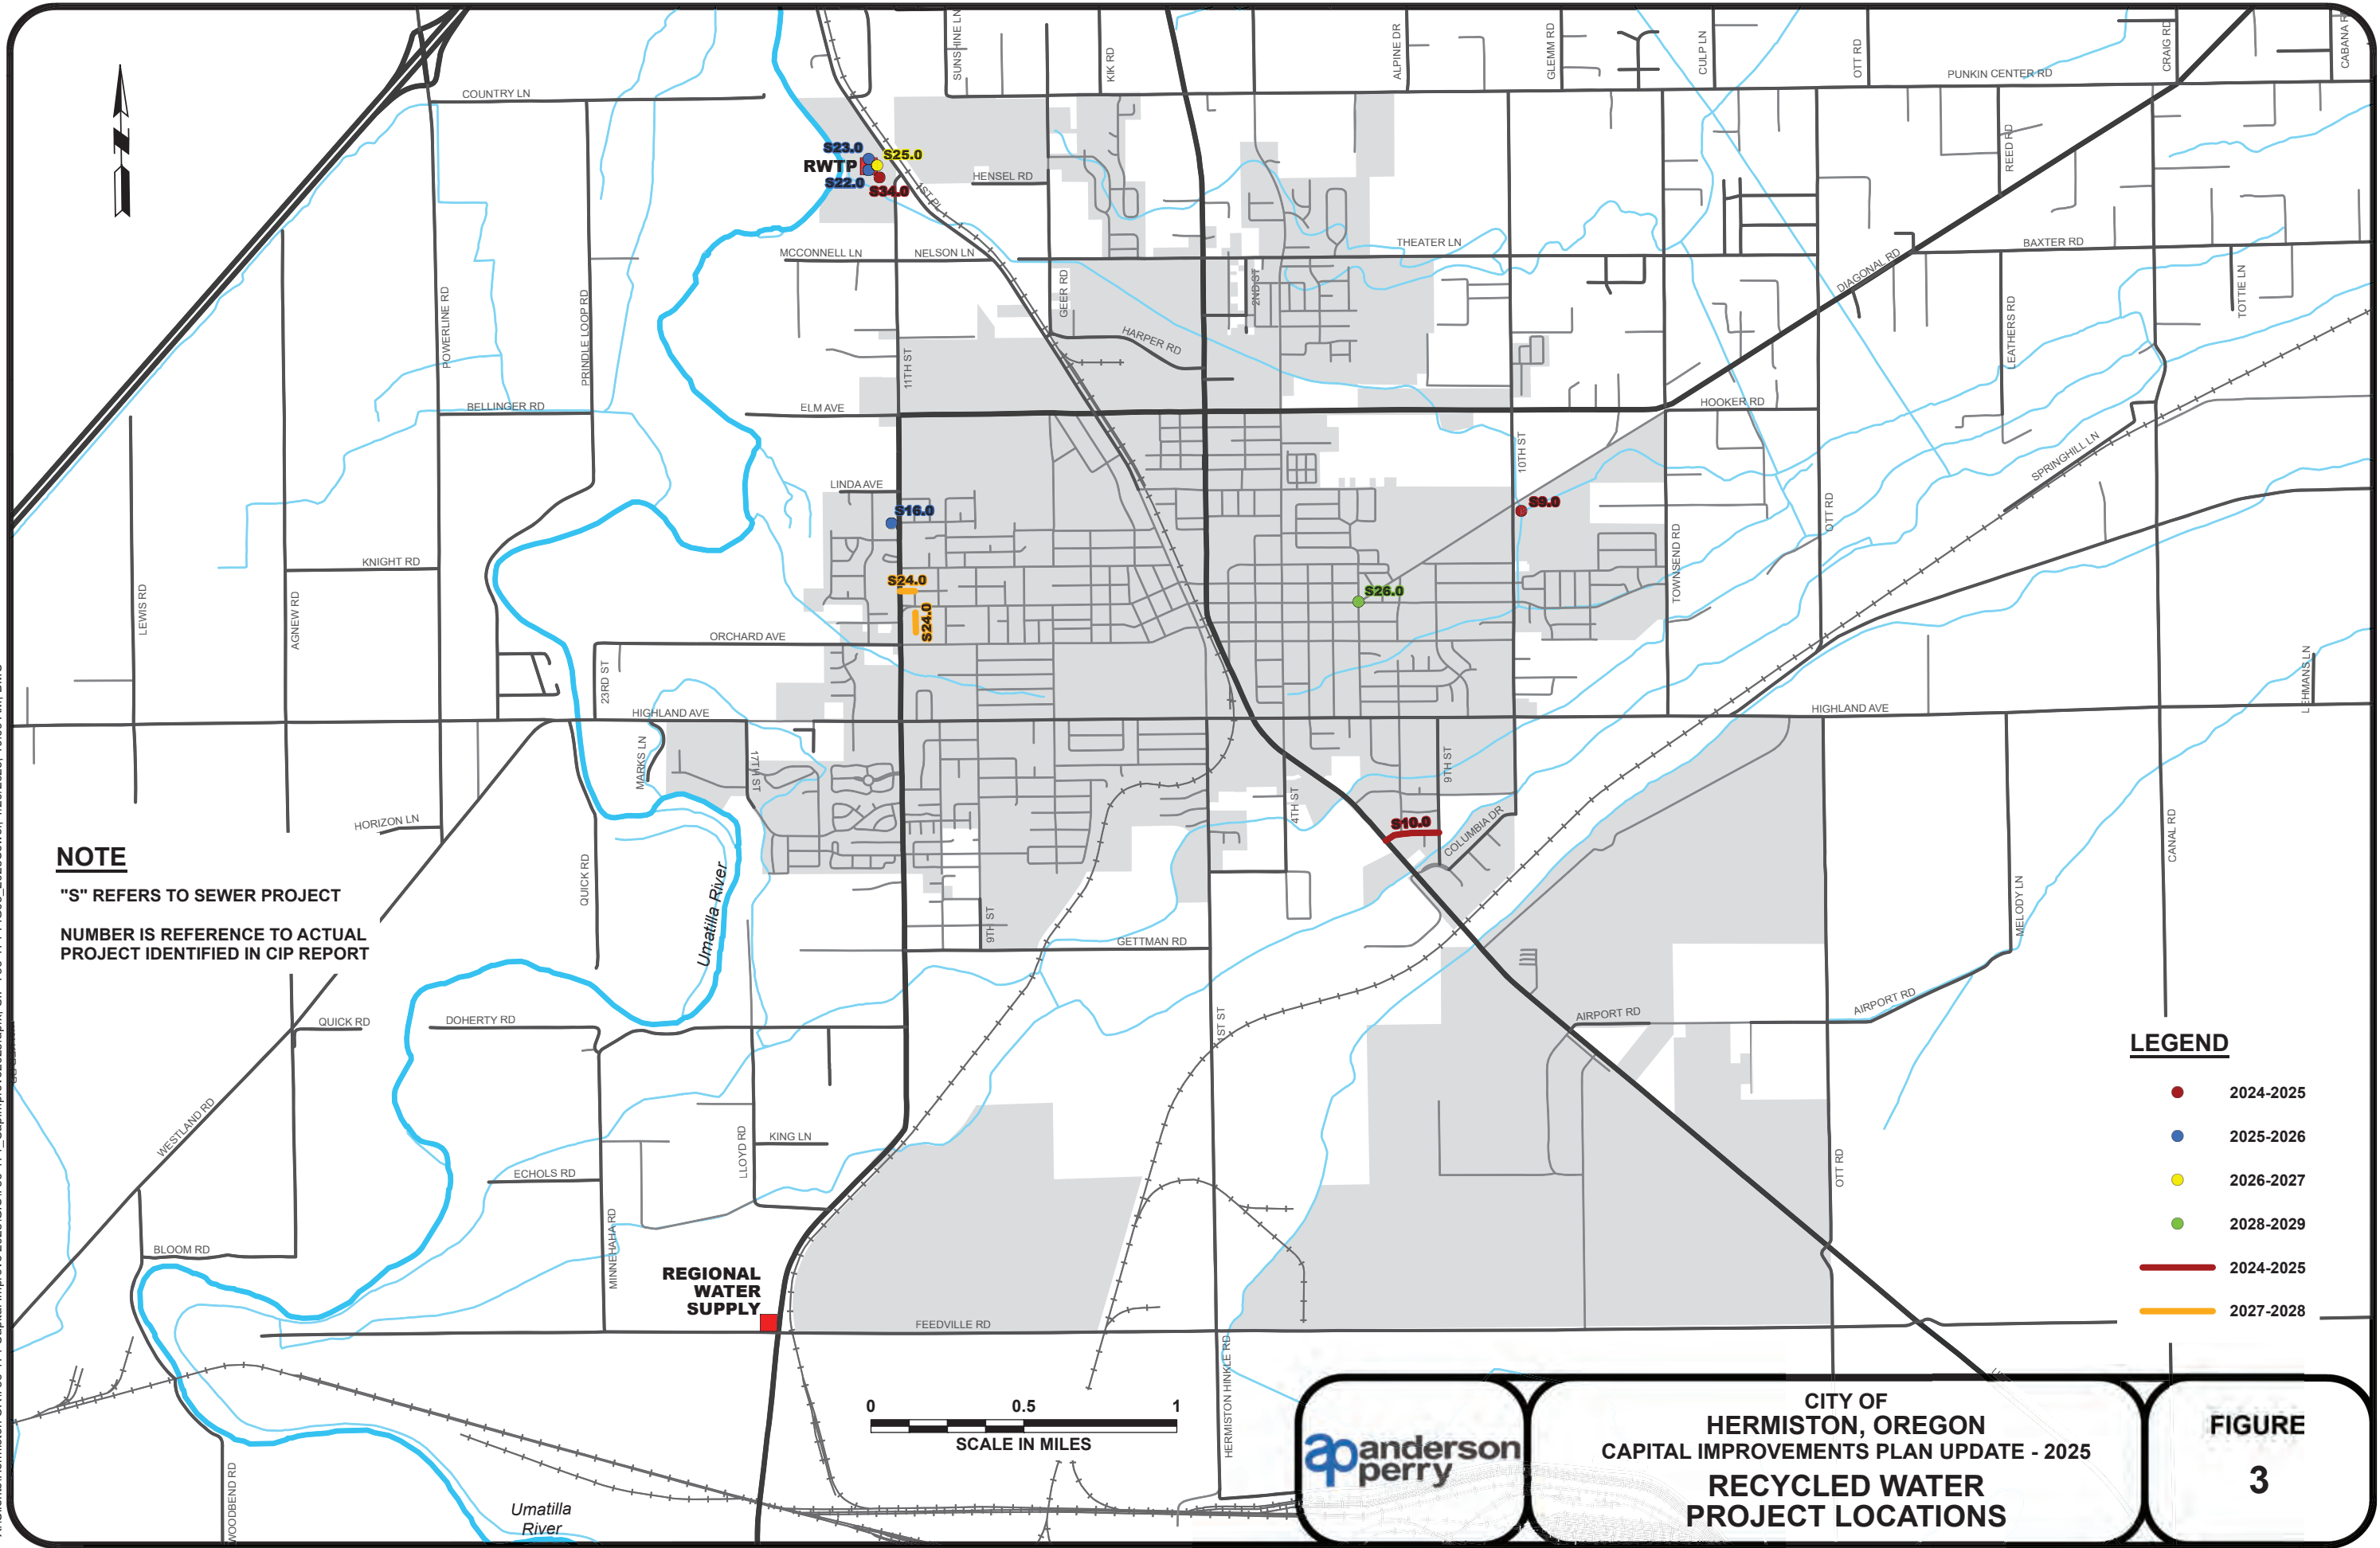 SUNSHINE LN
KIK RD
ALPINE DR
GLEMM RD
CULP LN
OTT RD
PUNKIN CENTER RD
CRAIG RD
COUNTRY LN
S23.0
S25.0
RWTP
S22.0
S34.0
HENSEL RD
1ST PL
REED RD
MCCONNELL LN
NELSON LN
THEATER LN
BAXTER RD
DIAGONAL RD
TOTTIE LN
GEER RD
2ND ST
POWERLINE RD
PRINDLE LOOP RD
HARPER RD
LEATHERS RD
11TH ST
BELLINGER RD
ELM AVE
HOOKER RD
10TH ST
SPRINGHILL LN
LINDA AVE
S16.0
S9.0
OTT RD
KNIGHT RD
TOWNSEND RD
S24.0
S24.0
S26.0
LEWIS RD
AGNEW RD
ORCHARD AVE
23RD ST
HIGHLAND AVE
HIGHLAND AVE
LEHMANS LN
MARKS LN
17TH ST
9TH ST
4TH ST
S10.0
COLUMBIA DR
HORIZON LN
CANAL RD
NOTE
"S" REFERS TO SEWER PROJECT
NUMBER IS REFERENCE TO ACTUAL
PROJECT IDENTIFIED IN CIP REPORT
QUICK RD
Umatilla River
9TH ST
GETTMAN RD
MELODY LN
QUICK RD
DOHERTY RD
1ST ST
AIRPORT RD
AIRPORT RD
LEGEND
2024-2025
2025-2026
2026-2027
2028-2029
2024-2025
2027-2028
WESTLAND RD
LLOYD RD
KING LN
ECHOLS RD
OTT RD
MINNEHAHA RD
BLOOM RD
REGIONAL
WATER
SUPPLY
FEEDVILLE RD
HERMISTON HINKLE RD
0 0.5 1
SCALE IN MILES
WOODBEND RD
Umatilla
River
anderson
perry
CITY OF
HERMISTON, OREGON
CAPITAL IMPROVEMENTS PLAN UPDATE - 2025
RECYCLED WATER
PROJECT LOCATIONS
FIGURE
3